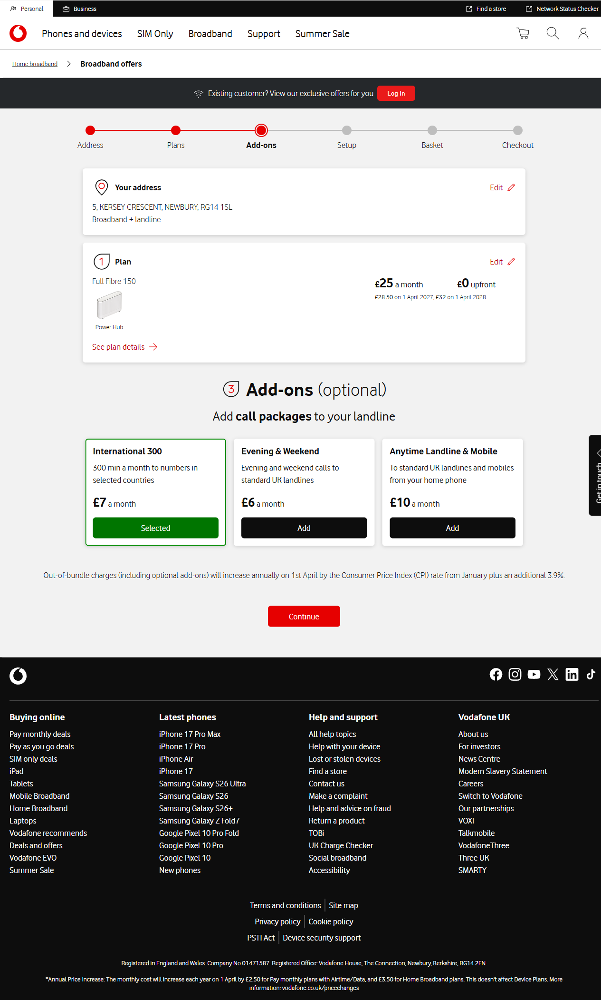 Personal
Business
Find a store
Network Status Checker
Phones and devices
SIM Only
Broadband
Support
Summer Sale
Home broadband
Broadband offers
Existing customer? View our exclusive offers for you
Log In
Address
Plans
Add-ons
Setup
Basket
Checkout
Your address
Edit
5, KERSEY CRESCENT, NEWBURY, RG14 1SL
Broadband + landline
1
Plan
Edit
Full Fibre 150
£25 a month
£0 upfront
£28.50 on 1 April 2027, £32 on 1 April 2028
Power Hub
See plan details
3
Add-ons (optional)
Add call packages to your landline
International 300
300 min a month to numbers in
selected countries
£7 a month
Selected
Evening & Weekend
Evening and weekend calls to
standard UK landlines
£6 a month
Add
Anytime Landline & Mobile
To standard UK landlines and mobiles
from your home phone
£10 a month
Add
Get in touch
Out-of-bundle charges (including optional add-ons) will increase annually on 1st April by the Consumer Price Index (CPI) rate from January plus an additional 3.9%.
Continue
Buying online
Pay monthly deals
Pay as you go deals
SIM only deals
iPad
Tablets
Mobile Broadband
Home Broadband
Laptops
Vodafone recommends
Deals and offers
Vodafone EVO
Summer Sale
Latest phones
iPhone 17 Pro Max
iPhone 17 Pro
iPhone Air
iPhone 17
Samsung Galaxy S26 Ultra
Samsung Galaxy S26
Samsung Galaxy S26+
Samsung Galaxy Z Fold7
Google Pixel 10 Pro Fold
Google Pixel 10 Pro
Google Pixel 10
New phones
Help and support
All help topics
Help with your device
Lost or stolen devices
Find a store
Contact us
Make a complaint
Help and advice on fraud
Return a product
TOBi
UK Charge Checker
Social broadband
Accessibility
Vodafone UK
About us
For investors
News Centre
Modern Slavery Statement
Careers
Switch to Vodafone
Our partnerships
VOXI
Talkmobile
VodafoneThree
Three UK
SMARTY
Terms and conditions
Site map
Privacy policy
Cookie policy
PSTI Act
Device security support
Registered in England and Wales. Company No 01471587. Registered Office: Vodafone House, The Connection, Newbury, Berkshire, RG14 2FN.
*Annual Price Increase: The monthly cost will increase each year on 1 April by £2.50 for Pay monthly plans with Airtime/Data, and £3.50 for Home Broadband plans. This doesn't affect Device Plans. More
information: vodafone.co.uk/pricechanges